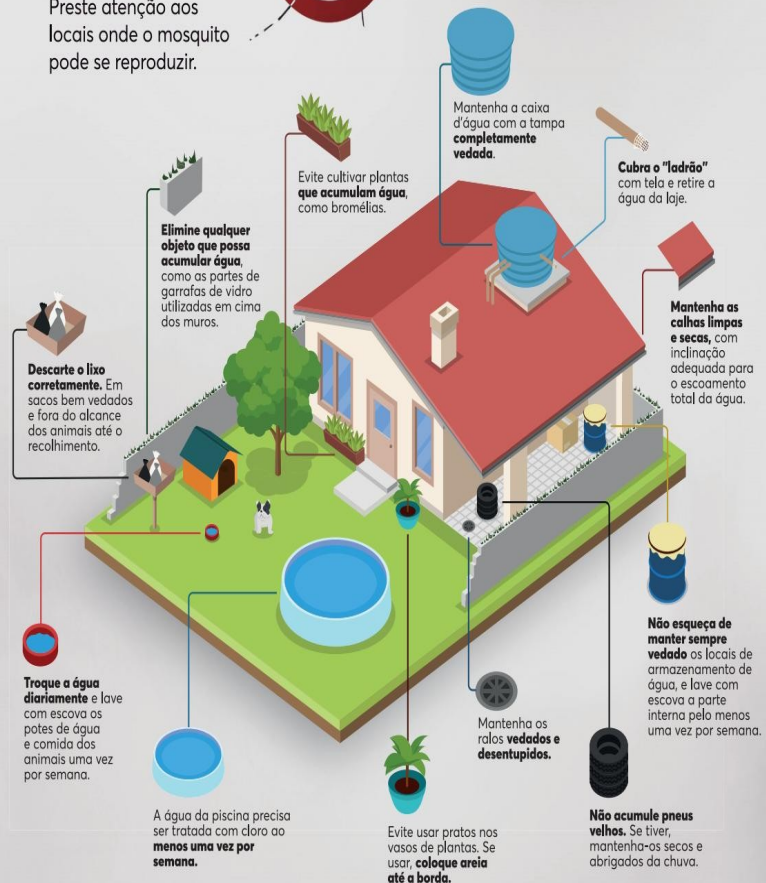 Preste atenção aos
locais onde o mosquito
pode se reproduzir.
Mantenha a caixa
d'água com a tampa
completamente
vedada.
Cubra o "ladrão"
com tela e retire a
água da laje.
Evite cultivar plantas
que acumulam água,
como bromélias.
Elimine qualquer
objeto que possa
acumular água,
como as partes de
garrafas de vidro
utilizadas em cima
dos muros.
Mantenha as
calhas limpas
e secas, com
inclinação
adequada para
o escoamento
total da água.
Descarte o lixo
corretamente. Em
sacos bem vedados
e fora do alcance
dos animais até o
recolhimento.
Não esqueça de
manter sempre
vedado os locais de
armazenamento de
água, e lave com
escova a parte
interna pelo menos
uma vez por semana.
Troque a água
diariamente e lave
com escova os
potes de água
e comida dos
animais uma vez
por semana.
Mantenha os
ralos vedados e
desentupidos.
A água da piscina precisa
ser tratada com cloro ao
menos uma vez por
semana.
Evite usar pratos nos
vasos de plantas. Se
usar, coloque areia
até a borda.
Não acumule pneus
velhos. Se tiver,
mantenha-os secos e
abrigados da chuva.